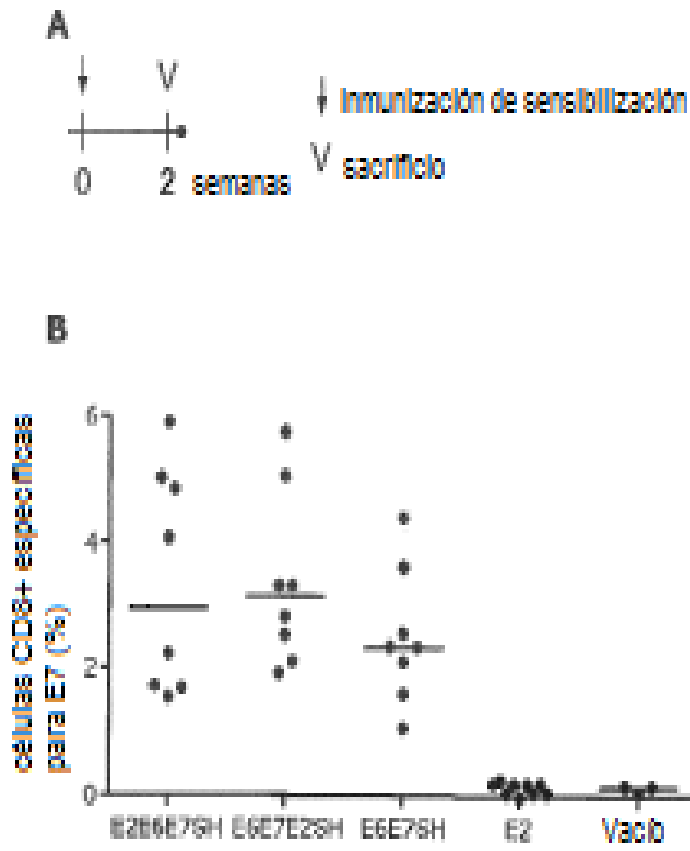 A
V
↓ Inmunización de sensibilización
0 2 semanas
V sacrificio
B
células CD8+ específicas
para E7 (%)
6
4
2
0
E2E6E7SH E6E7E2SH E6E7SH E2 Vacío